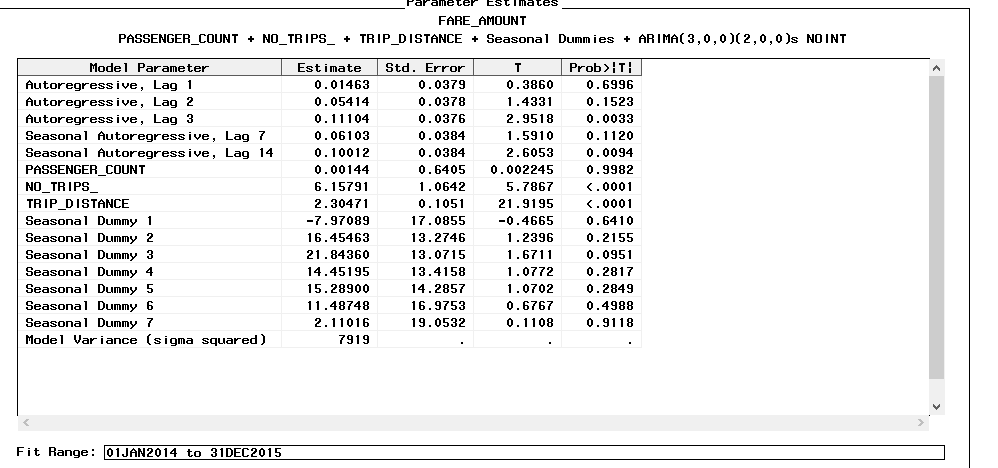 Parameter Estimates
FARE_AMOUNT
PASSENGER_COUNT + NO_TRIPS_ + TRIP_DISTANCE + Seasonal Dummies + ARIMA(3,0,0)(2,0,0)s NOINT
Model Parameter Estimate Std. Error T Prob>|T|
Autoregressive, Lag 1 0.01463 0.0379 0.3860 0.6996
Autoregressive, Lag 2 0.05414 0.0378 1.4331 0.1523
Autoregressive, Lag 3 0.11104 0.0376 2.9518 0.0033
Seasonal Autoregressive, Lag 7 0.06103 0.0384 1.5910 0.1120
Seasonal Autoregressive, Lag 14 0.10012 0.0384 2.6053 0.0094
PASSENGER_COUNT 0.00144 0.6405 0.002245 0.9982
NO_TRIPS_ 6.15791 1.0642 5.7867 <.0001
TRIP_DISTANCE 2.30471 0.1051 21.9195 <.0001
Seasonal Dummy 1 -7.97089 17.0855 -0.4665 0.6410
Seasonal Dummy 2 16.45463 13.2746 1.2396 0.2155
Seasonal Dummy 3 21.84360 13.0715 1.6711 0.0951
Seasonal Dummy 4 14.45195 13.4158 1.0772 0.2817
Seasonal Dummy 5 15.28900 14.2857 1.0702 0.2849
Seasonal Dummy 6 11.48748 16.9753 0.6767 0.4988
Seasonal Dummy 7 2.11016 19.0532 0.1108 0.9118
Model Variance (sigma squared) 7919 . . .
Fit Range: 01JAN2014 to 31DEC2015